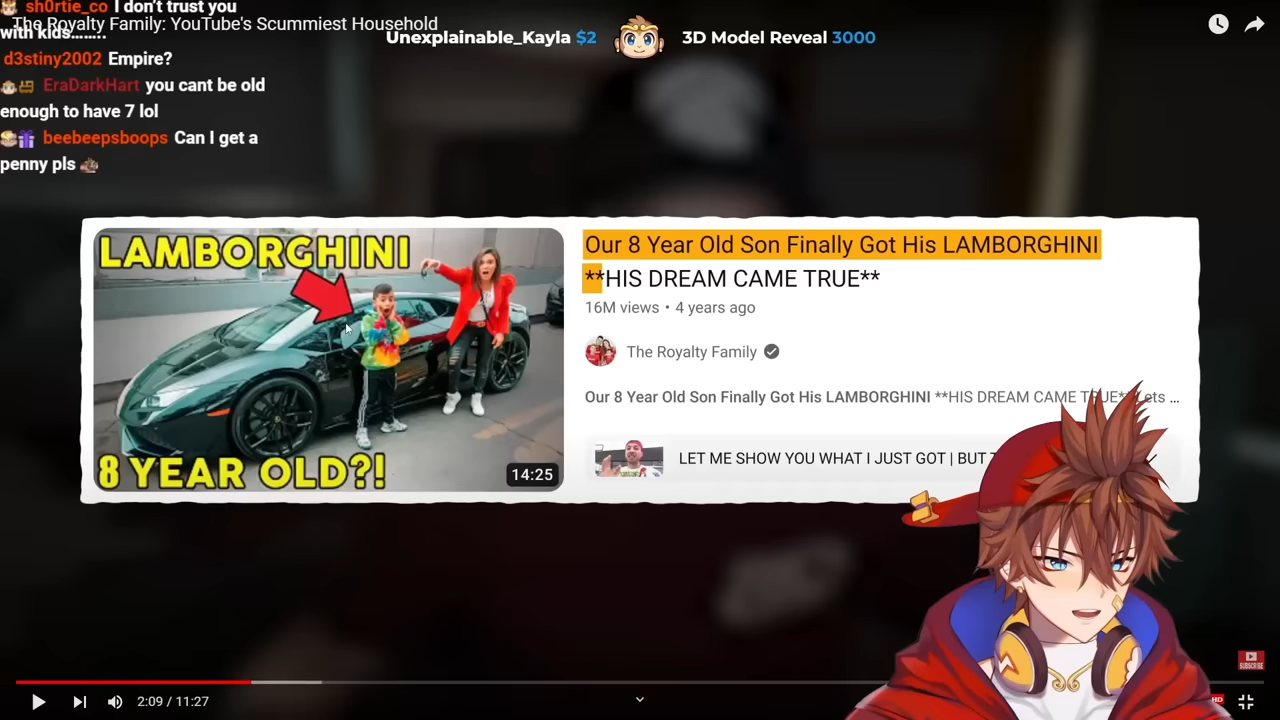 sh0rtie_co I don't trust you
with kids........
The Royalty Family: YouTube's Scummiest Household
Unexplainable_Kayla $2
3D Model Reveal 3000
d3stiny2002 Empire?
EraDarkHart you cant be old
enough to have 7 lol
beebeepsboops Can I get a
penny pls
LAMBORGHINI
8 YEAR OLD?!
14:25
Our 8 Year Old Son Finally Got His LAMBORGHINI
**HIS DREAM CAME TRUE**
16M views • 4 years ago
The Royalty Family
Our 8 Year Old Son Finally Got His LAMBORGHINI **HIS DREAM CAME TRUE** Lets ...
LET ME SHOW YOU WHAT I JUST GOT | BUT
SUBSCRIBE
2:09 / 11:27
HD